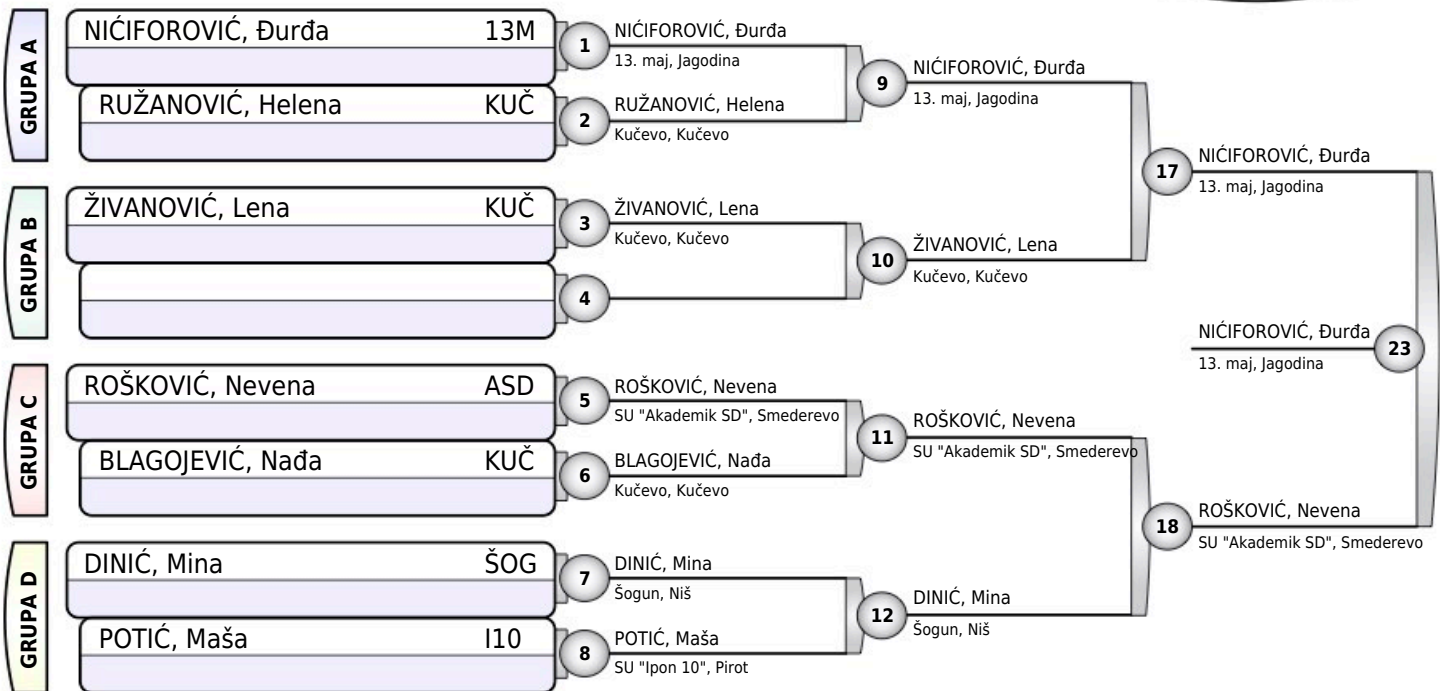 GRUPA A
NIĆIFOROVIĆ, Đurđa 13M
RUŽANOVIĆ, Helena KUČ
1
NIĆIFOROVIĆ, Đurđa
13. maj, Jagodina
2
RUŽANOVIĆ, Helena
Kučevo, Kučevo
9
NIĆIFOROVIĆ, Đurđa
13. maj, Jagodina
GRUPA B
ŽIVANOVIĆ, Lena KUČ
3
ŽIVANOVIĆ, Lena
Kučevo, Kučevo
4
10
ŽIVANOVIĆ, Lena
Kučevo, Kučevo
17
NIĆIFOROVIĆ, Đurđa
13. maj, Jagodina
GRUPA C
ROŠKOVIĆ, Nevena ASD
BLAGOJEVIĆ, Nađa KUČ
5
ROŠKOVIĆ, Nevena
SU "Akademik SD", Smederevo
6
BLAGOJEVIĆ, Nađa
Kučevo, Kučevo
11
ROŠKOVIĆ, Nevena
SU "Akademik SD", Smederevo
GRUPA D
DINIĆ, Mina ŠOG
POTIĆ, Maša I10
7
DINIĆ, Mina
Šogun, Niš
8
POTIĆ, Maša
SU "Ipon 10", Pirot
12
DINIĆ, Mina
Šogun, Niš
18
ROŠKOVIĆ, Nevena
SU "Akademik SD", Smederevo
NIĆIFOROVIĆ, Đurđa
13. maj, Jagodina
23